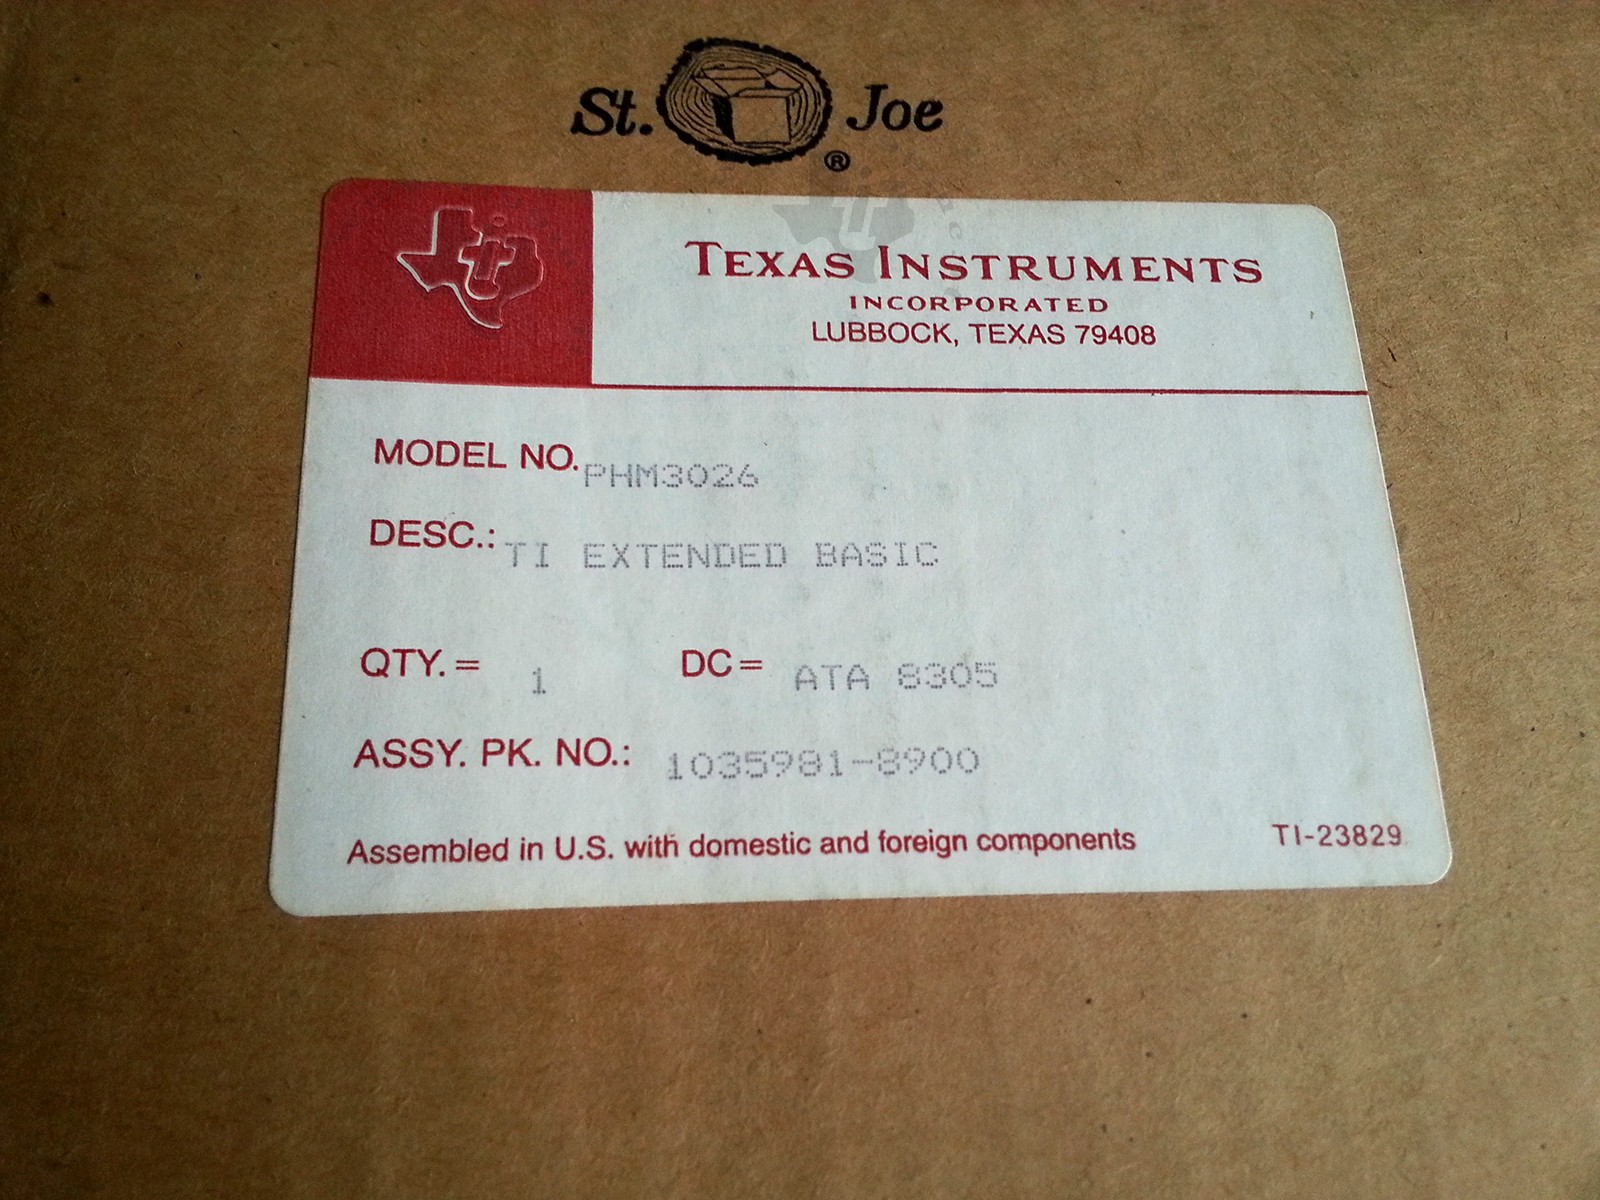 St. Joe
®
TEXAS INSTRUMENTS
INCORPORATED
LUBBOCK, TEXAS 79408
MODEL NO. PHM3026
DESC.: TI EXTENDED BASIC
QTY. = 1 DC = ATA 8305
ASSY. PK. NO.: 1035981-8900
Assembled in U.S. with domestic and foreign components TI-23829